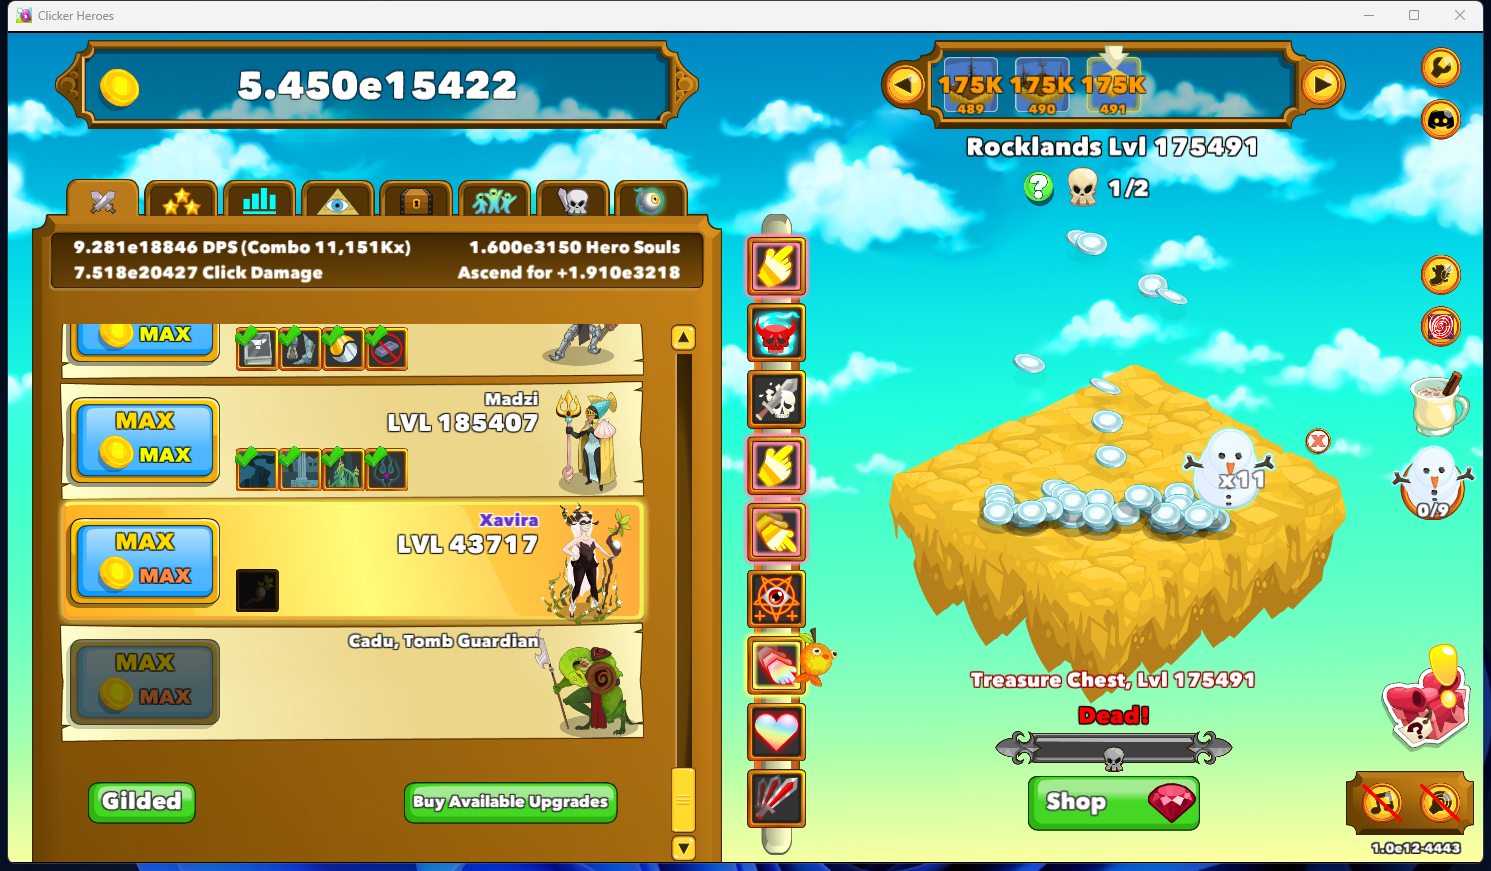 Clicker Heroes
5.450e15422
175K 175K 175K
489 490 491
Rocklands Lvl 175491
1/2
9.281e18846 DPS (Combo 11,151Kx)
1.600e3150 Hero Souls
7.518e20427 Click Damage
Ascend for +1.910e3218
MAX
Madzi
LVL 185407
MAX
MAX
Xavira
LVL 43717
MAX
MAX
Cadu, Tomb Guardian
MAX
MAX
Gilded
Buy Available Upgrades
x11
0/9
Treasure Chest, Lvl 175491
Dead!
Shop
1.0e12-4443